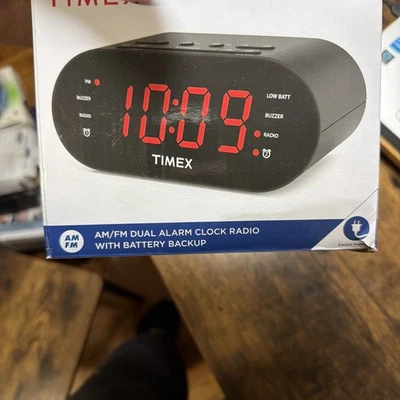 TIMEX
PM
BUZZER
RADIO
10:09
LOW BATT
BUZZER
RADIO
TIMEX
AM
FM
AM/FM DUAL ALARM CLOCK RADIO
WITH BATTERY BACKUP